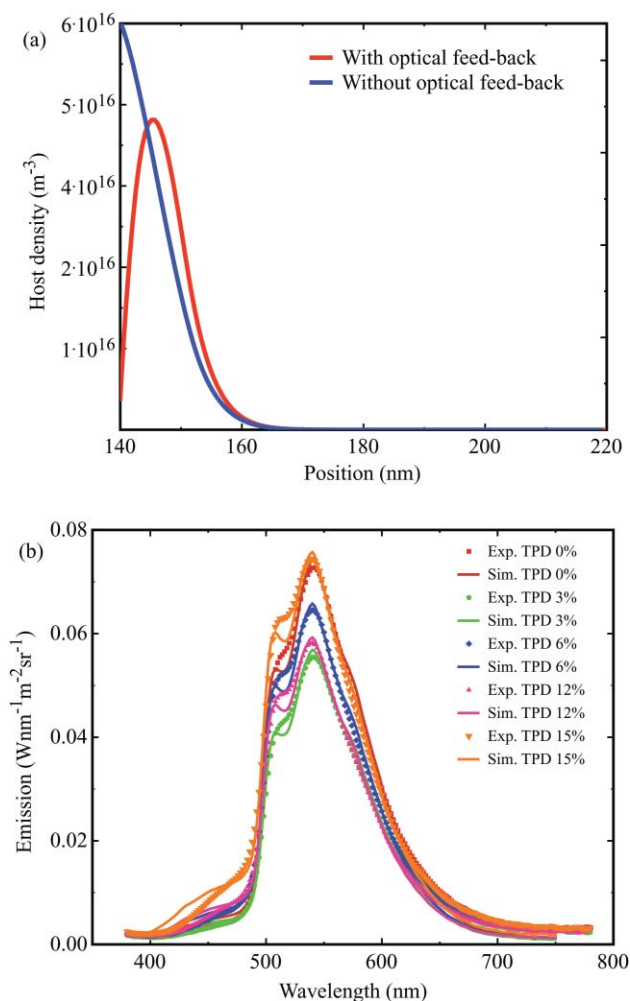 (a)
6·10^16
5·10^16
4·10^16
2·10^16
1·10^16
Host density (m^-3)
With optical feed-back
Without optical feed-back
140 160 180 200 220
Position (nm)
(b)
0.08
0.06
0.04
0.02
0.00
Emission (Wnm^-1m^-2sr^-1)
Exp. TPD 0%
Sim. TPD 0%
Exp. TPD 3%
Sim. TPD 3%
Exp. TPD 6%
Sim. TPD 6%
Exp. TPD 12%
Sim. TPD 12%
Exp. TPD 15%
Sim. TPD 15%
400 500 600 700 800
Wavelength (nm)